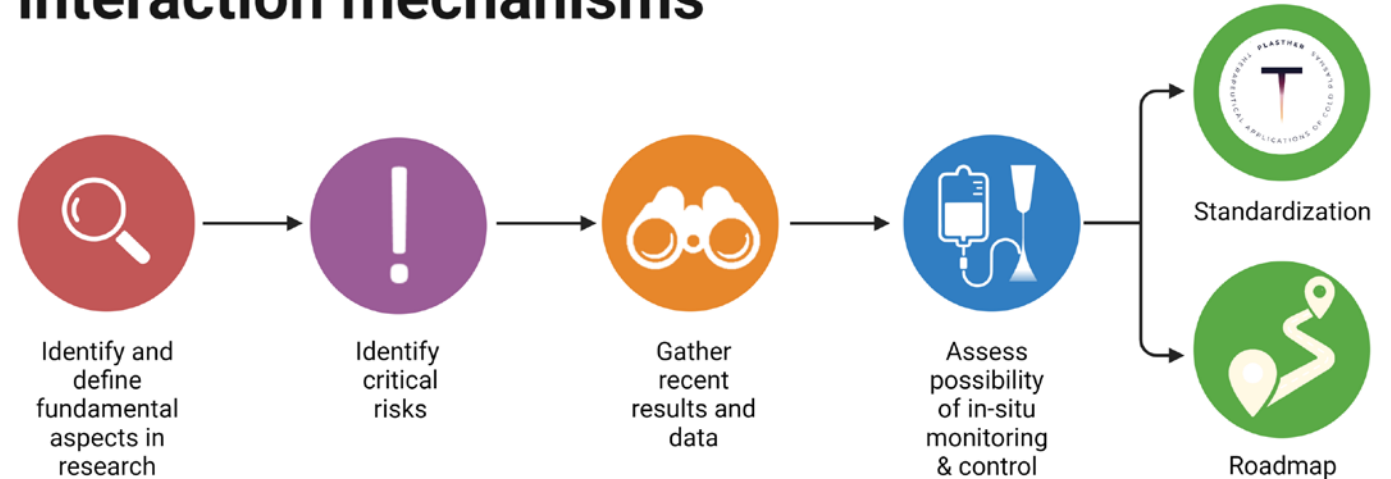 interaction mechanisms
PLASTHER
THERAPEUTICAL APPLICATIONS OF COLD PLASMAS
T
Standardization
Identify and
define
fundamental
aspects in
research
Identify
critical
risks
Gather
recent
results and
data
Assess
possibility
of in-situ
monitoring
& control
Roadmap